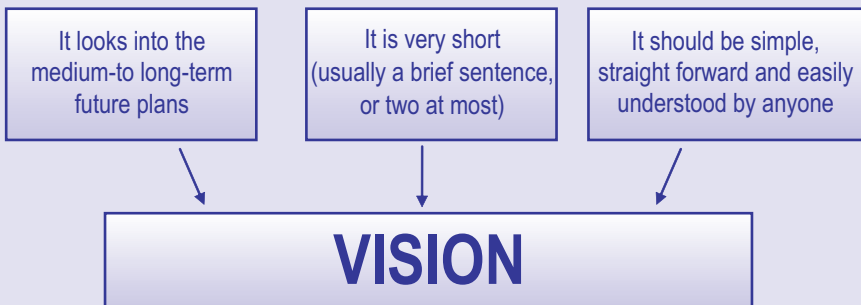 It looks into the
medium-to long-term
future plans
It is very short
(usually a brief sentence,
or two at most)
It should be simple,
straight forward and easily
understood by anyone
VISION